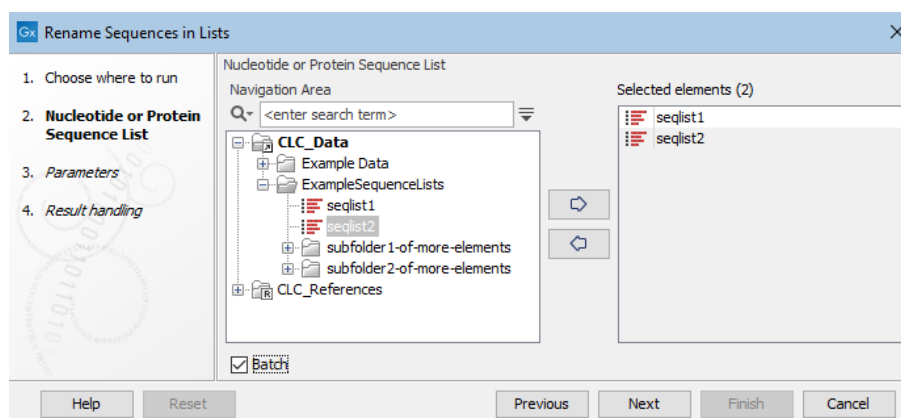 Gx Rename Sequences in Lists
1. Choose where to run
2. Nucleotide or Protein
Sequence List
3. Parameters
4. Result handling
Nucleotide or Protein Sequence List
Navigation Area
<enter search term>
CLC_Data
Example Data
ExampleSequenceLists
seqlist1
seqlist2
subfolder1-of-more-elements
subfolder2-of-more-elements
CLC_References
Batch
Selected elements (2)
seqlist1
seqlist2
Help Reset Previous Next Finish Cancel